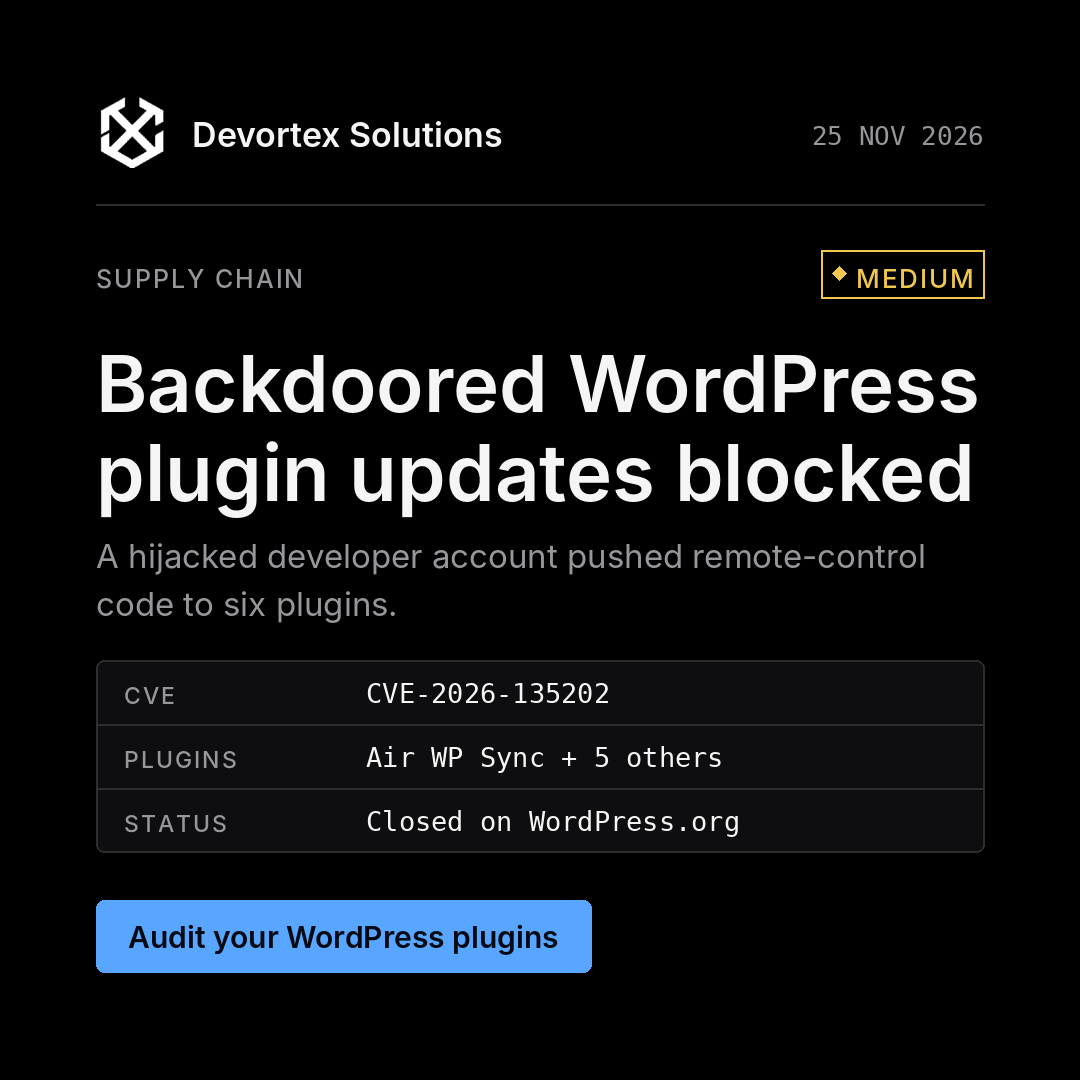 Devortex Solutions
25 NOV 2026
SUPPLY CHAIN
MEDIUM
Backdoored WordPress
plugin updates blocked
A hijacked developer account pushed remote-control
code to six plugins.
CVE CVE-2026-135202
PLUGINS Air WP Sync + 5 others
STATUS Closed on WordPress.org
Audit your WordPress plugins